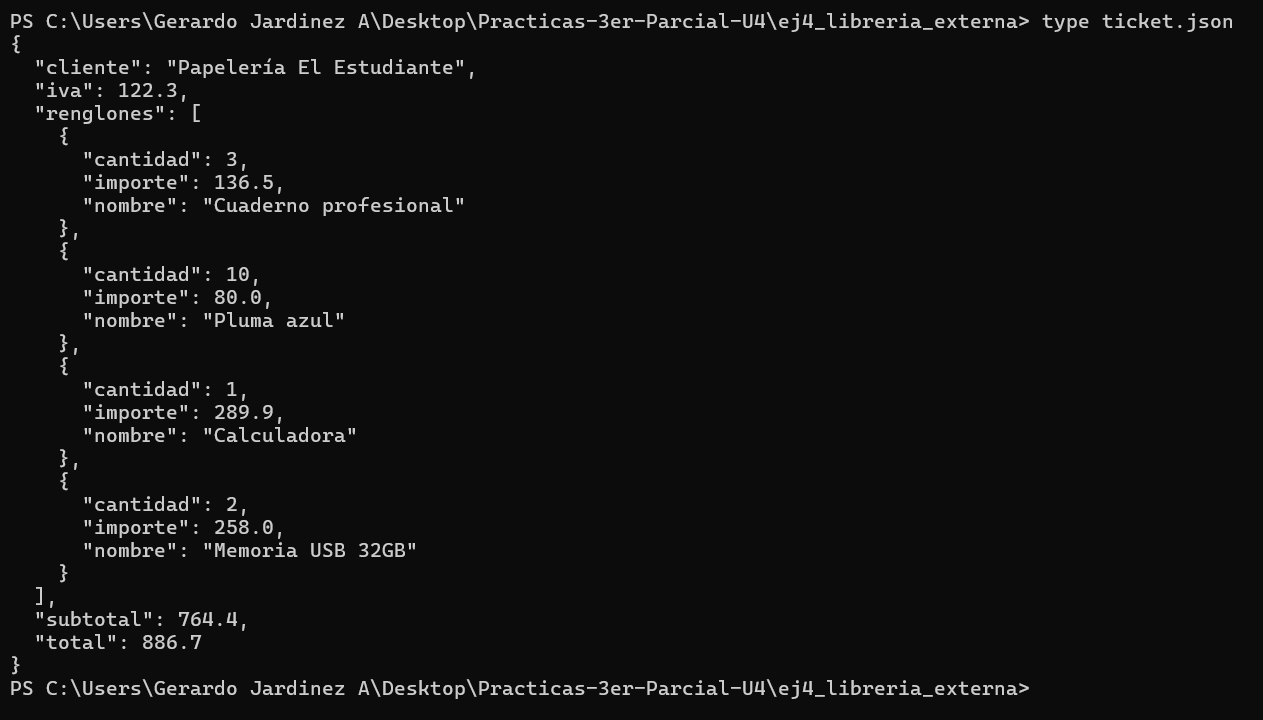 PS C:\Users\Gerardo Jardinez A\Desktop\Practicas-3er-Parcial-U4\ej4_libreria_externa> type ticket.json
{
  "cliente": "Papelería El Estudiante",
  "iva": 122.3,
  "renglones": [
    {
      "cantidad": 3,
      "importe": 136.5,
      "nombre": "Cuaderno profesional"
    },
    {
      "cantidad": 10,
      "importe": 80.0,
      "nombre": "Pluma azul"
    },
    {
      "cantidad": 1,
      "importe": 289.9,
      "nombre": "Calculadora"
    },
    {
      "cantidad": 2,
      "importe": 258.0,
      "nombre": "Memoria USB 32GB"
    }
  ],
  "subtotal": 764.4,
  "total": 886.7
}
PS C:\Users\Gerardo Jardinez A\Desktop\Practicas-3er-Parcial-U4\ej4_libreria_externa>